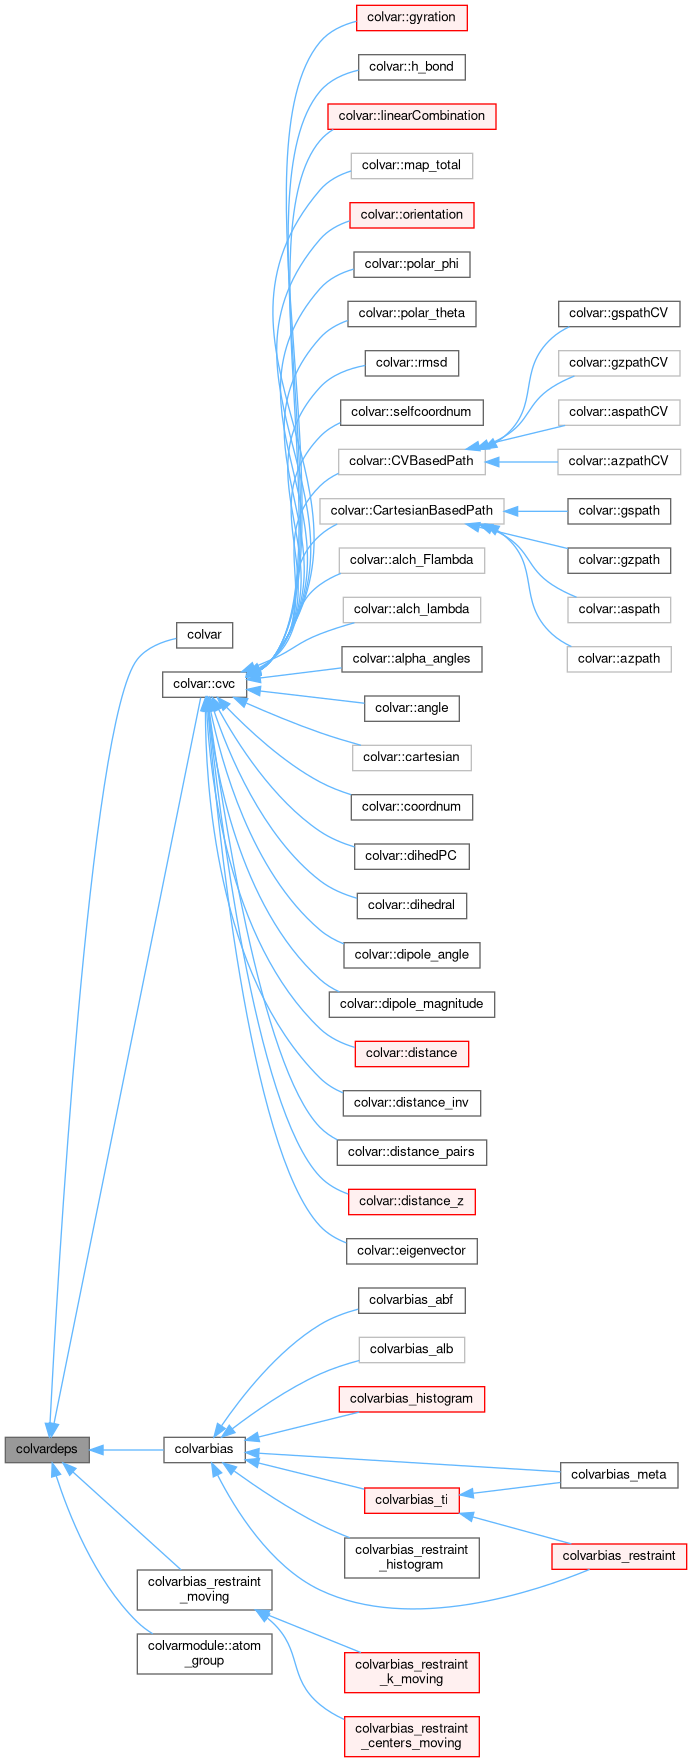 colvar::gyration
colvar::h_bond
colvar::linearCombination
colvar::map_total
colvar::orientation
colvar::polar_phi
colvar::polar_theta
colvar::gspathCV
colvar::rmsd
colvar::gzpathCV
colvar::selfcoordnum
colvar::aspathCV
colvar::CVBasedPath
colvar::azpathCV
colvar::CartesianBasedPath
colvar::gspath
colvar::alch_Flambda
colvar::gzpath
colvar::alch_lambda
colvar::aspath
colvar
colvar::alpha_angles
colvar::azpath
colvar::cvc
colvar::angle
colvar::cartesian
colvar::coordnum
colvar::dihedPC
colvar::dihedral
colvar::dipole_angle
colvar::dipole_magnitude
colvar::distance
colvar::distance_inv
colvar::distance_pairs
colvar::distance_z
colvar::eigenvector
colvarbias_abf
colvarbias_alb
colvarbias_histogram
colvardeps
colvarbias
colvarbias_meta
colvarbias_ti
colvarbias_restraint
_histogram
colvarbias_restraint
colvarbias_restraint
_moving
colvarmodule::atom
_group
colvarbias_restraint
_k_moving
colvarbias_restraint
_centers_moving